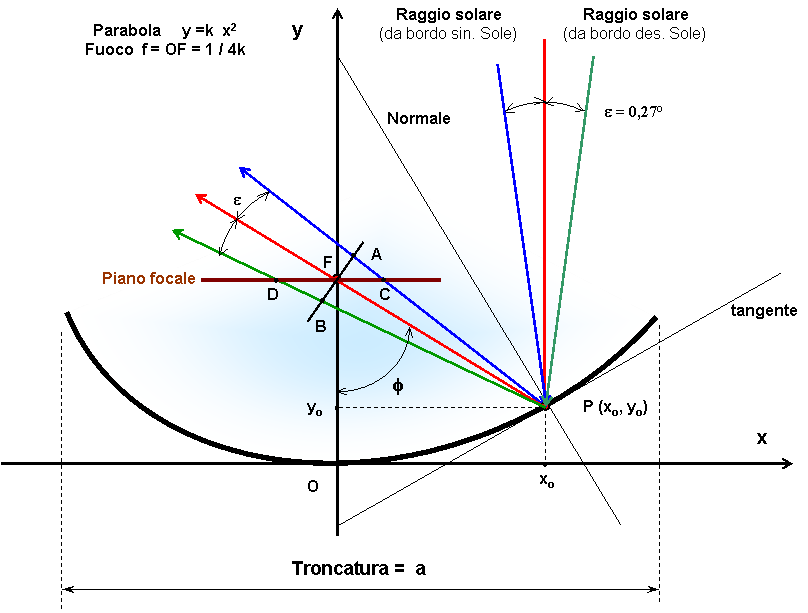 Parabola y = k x²
Fuoco f = OF = 1 / 4k
y
Raggio solare
(da bordo sin. Sole)
Raggio solare
(da bordo des. Sole)
ε = 0,27°
Normale
ε
A
F
Piano focale
D
C
B
tangente
ϕ
yₒ
P (xₒ, yₒ)
x
O
xₒ
Troncatura = a